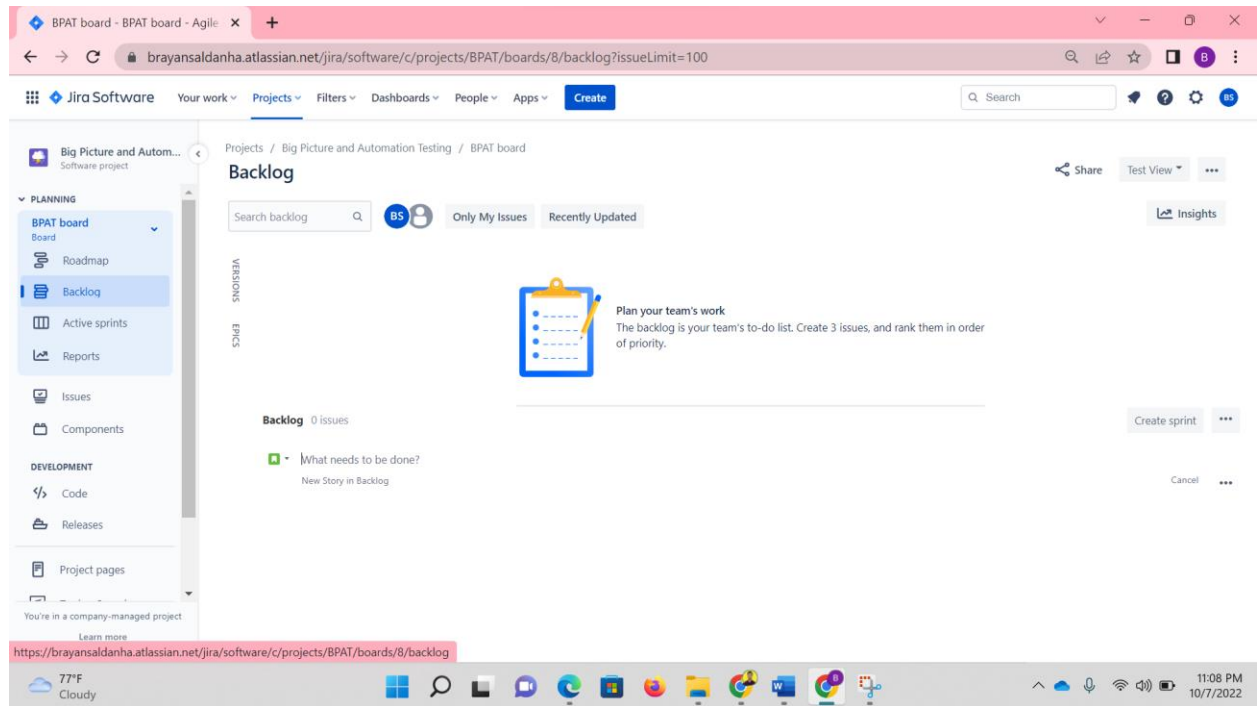 BPAT board - BPAT board - Agile
brayansaldanha.atlassian.net/jira/software/c/projects/BPAT/boards/8/backlog?issueLimit=100
B
Jira Software Your work Projects Filters Dashboards People Apps Create Search BS
Big Picture and Autom...
Software project
Projects / Big Picture and Automation Testing / BPAT board
Backlog
Share Test View
PLANNING
BPAT board
Board
Search backlog BS Only My Issues Recently Updated Insights
Roadmap
Backlog
Active sprints
Reports
Issues
Components
DEVELOPMENT
Code
Releases
Project pages
You're in a company-managed project
Learn more
VERSIONS
EPICS
Plan your team's work
The backlog is your team's to-do list. Create 3 issues, and rank them in order
of priority.
Backlog 0 issues Create sprint
What needs to be done?
New Story in Backlog Cancel
https://brayansaldanha.atlassian.net/jira/software/c/projects/BPAT/boards/8/backlog
77°F
Cloudy
W
B
11:08 PM
10/7/2022